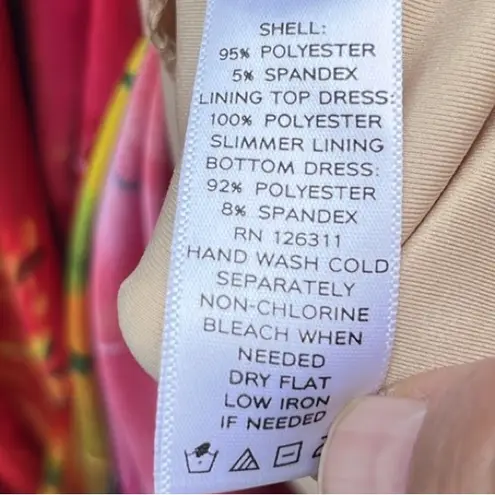 SHELL:
95% POLYESTER
5% SPANDEX
LINING TOP DRESS:
100% POLYESTER
SLIMMER LINING
BOTTOM DRESS:
92% POLYESTER
8% SPANDEX
RN 126311
HAND WASH COLD
SEPARATELY
NON-CHLORINE
BLEACH WHEN
NEEDED
DRY FLAT
LOW IRON
IF NEEDED